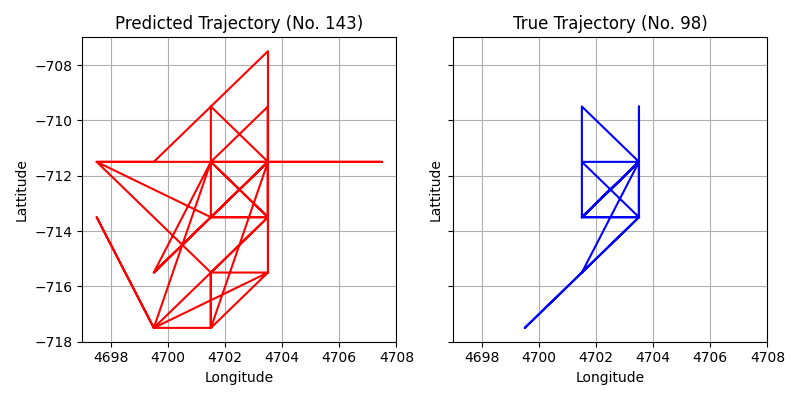 Predicted Trajectory (No. 143)
True Trajectory (No. 98)
Lattitude
−708
−710
−712
−714
−716
−718
4698 4700 4702 4704 4706 4708
Longitude
Lattitude
4698 4700 4702 4704 4706 4708
Longitude